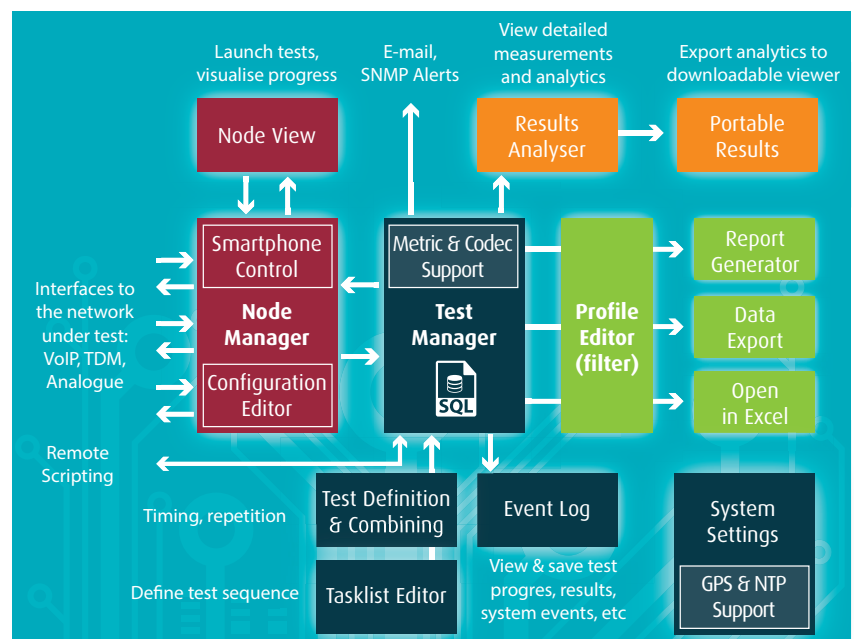 Launch tests,
visualise progress
E-mail,
SNMP Alerts
View detailed
measurements
and analytics
Export analytics to
downloadable viewer
Node View
Results
Analyser
Portable
Results
Smartphone
Control
Node
Manager
Configuration
Editor
Metric & Codec
Support
Test
Manager
SQL
Profile
Editor
(filter)
Report
Generator
Data
Export
Open
in Excel
Interfaces to
the network
under test:
VoIP, TDM,
Analogue
Remote
Scripting
Timing, repetition
Test Definition
& Combining
Event Log
System
Settings
GPS & NTP
Support
Define test sequence
Tasklist Editor
View & save test
progres, results,
system events, etc